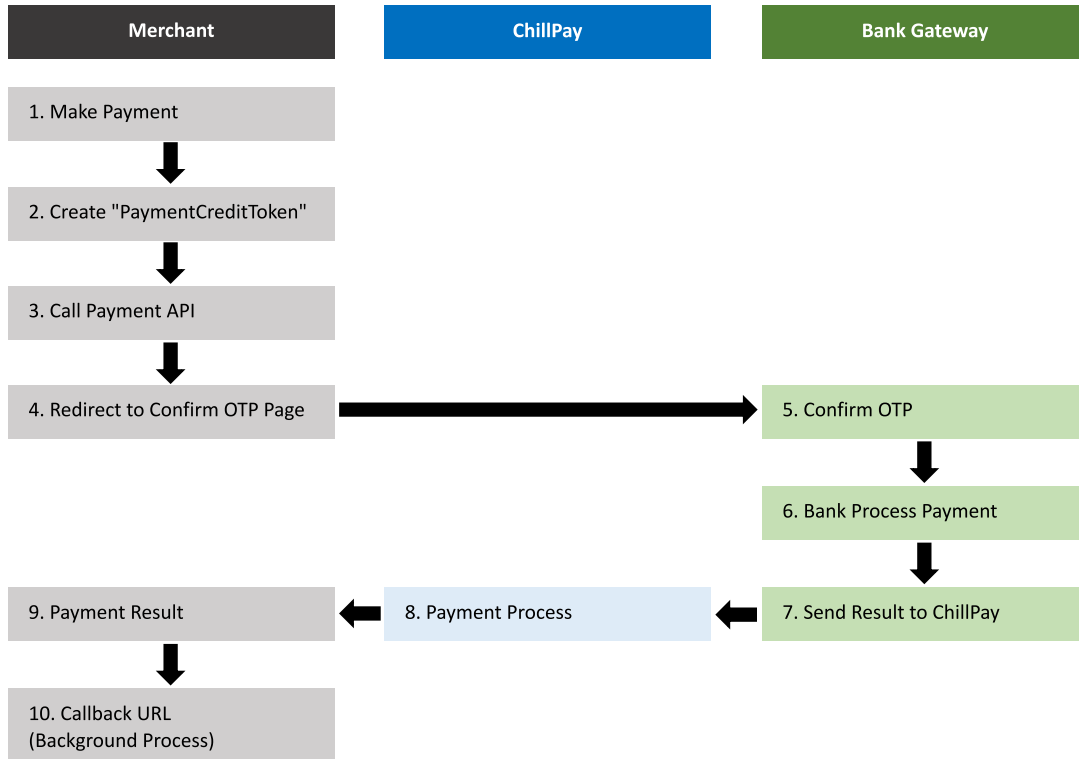 Merchant
ChillPay
Bank Gateway
1. Make Payment
2. Create "PaymentCreditToken"
3. Call Payment API
4. Redirect to Confirm OTP Page
5. Confirm OTP
6. Bank Process Payment
7. Send Result to ChillPay
8. Payment Process
9. Payment Result
10. Callback URL
(Background Process)